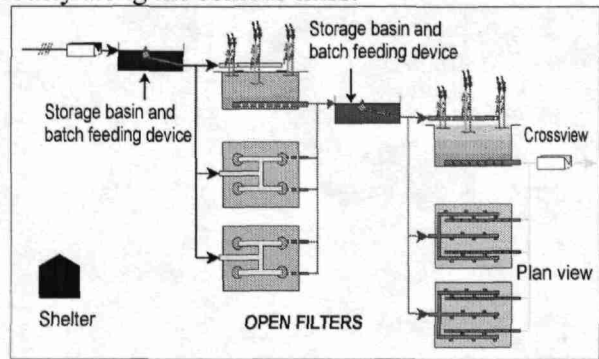 Storage basin and
batch feeding device
Storage basin and
batch feeding device
Crossview
Plan view
Shelter
OPEN FILTERS